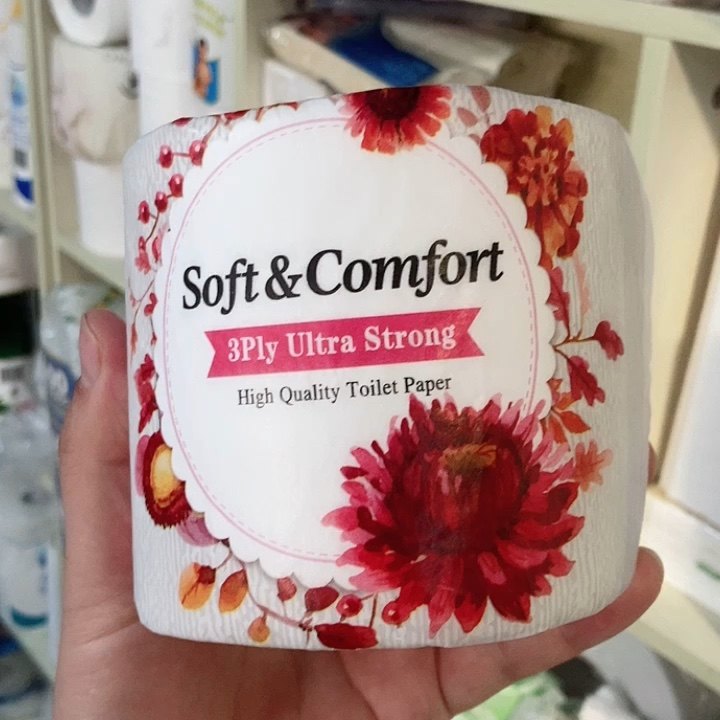 Soft & Comfort
3Ply Ultra Strong
High Quality Toilet Paper